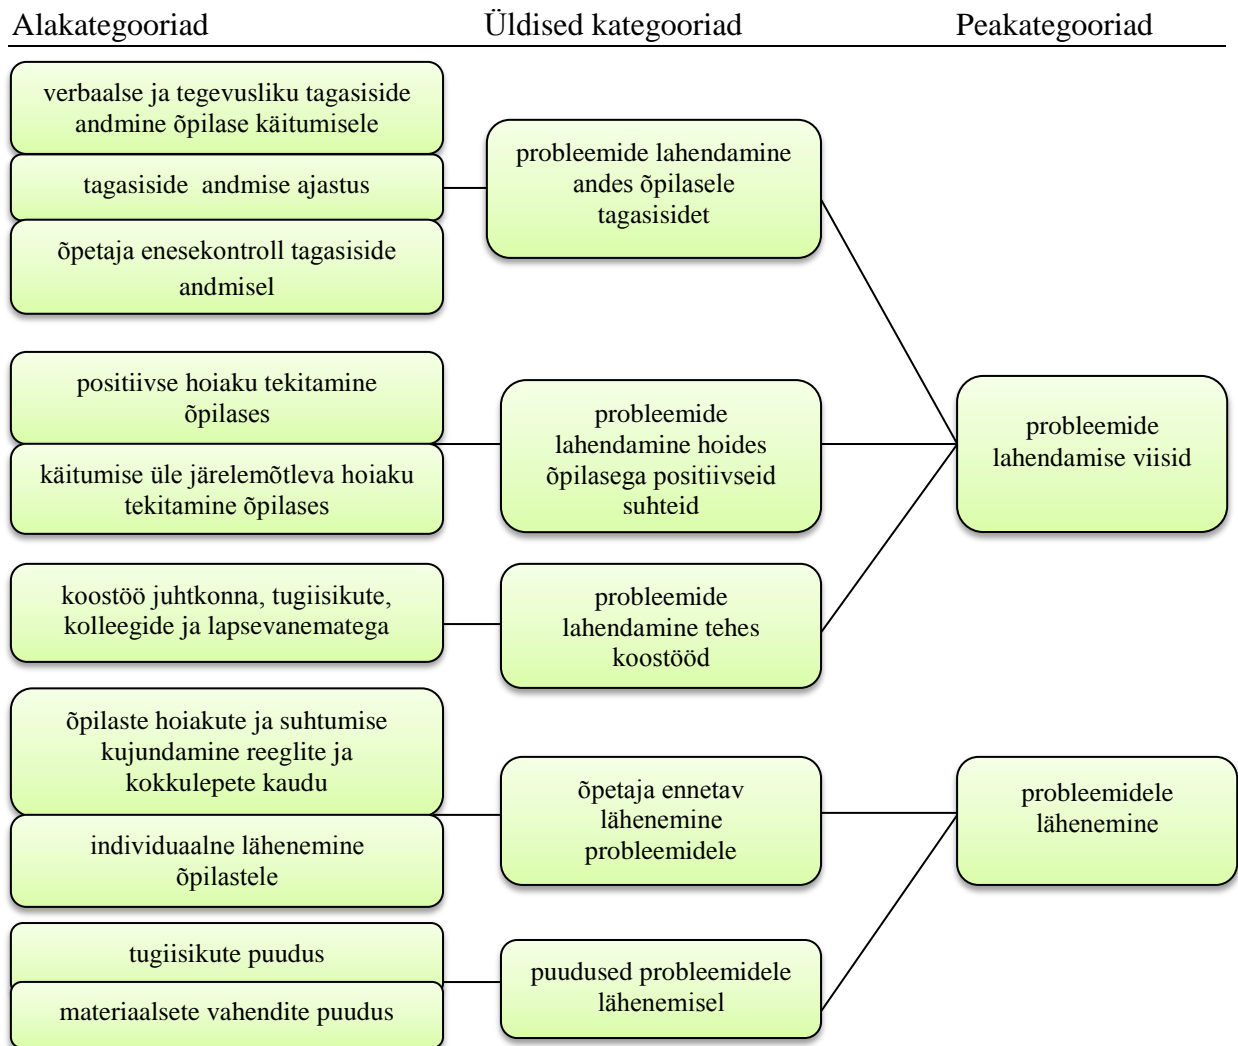 Alakategooriad
Üldised kategooriad
Peakategooriad
verbaalse ja tegevusliku tagasiside
andmine õpilase käitumisele
tagasiside andmise ajastus
õpetaja enesekontroll tagasiside
andmisel
probleemide lahendamine
andes õpilasele
tagasisidet
positiivse hoiaku tekitamine
õpilases
käitumise üle järelemõtleva hoiaku
tekitamine õpilases
probleemide
lahendamine hoides
õpilasega positiivseid
suhteid
koostöö juhtkonna, tugiisikute,
kolleegide ja lapsevanematega
probleemide
lahendamine tehes
koostööd
probleemide
lahendamise viisid
õpilaste hoiakute ja suhtumise
kujundamine reeglite ja
kokkulepete kaudu
individuaalne lähenemine
õpilastele
õpetaja ennetav
lähenemine
probleemidele
tugiisikute puudus
materiaalsete vahendite puudus
puudused probleemidele
lähenemisel
probleemidele
lähenemine